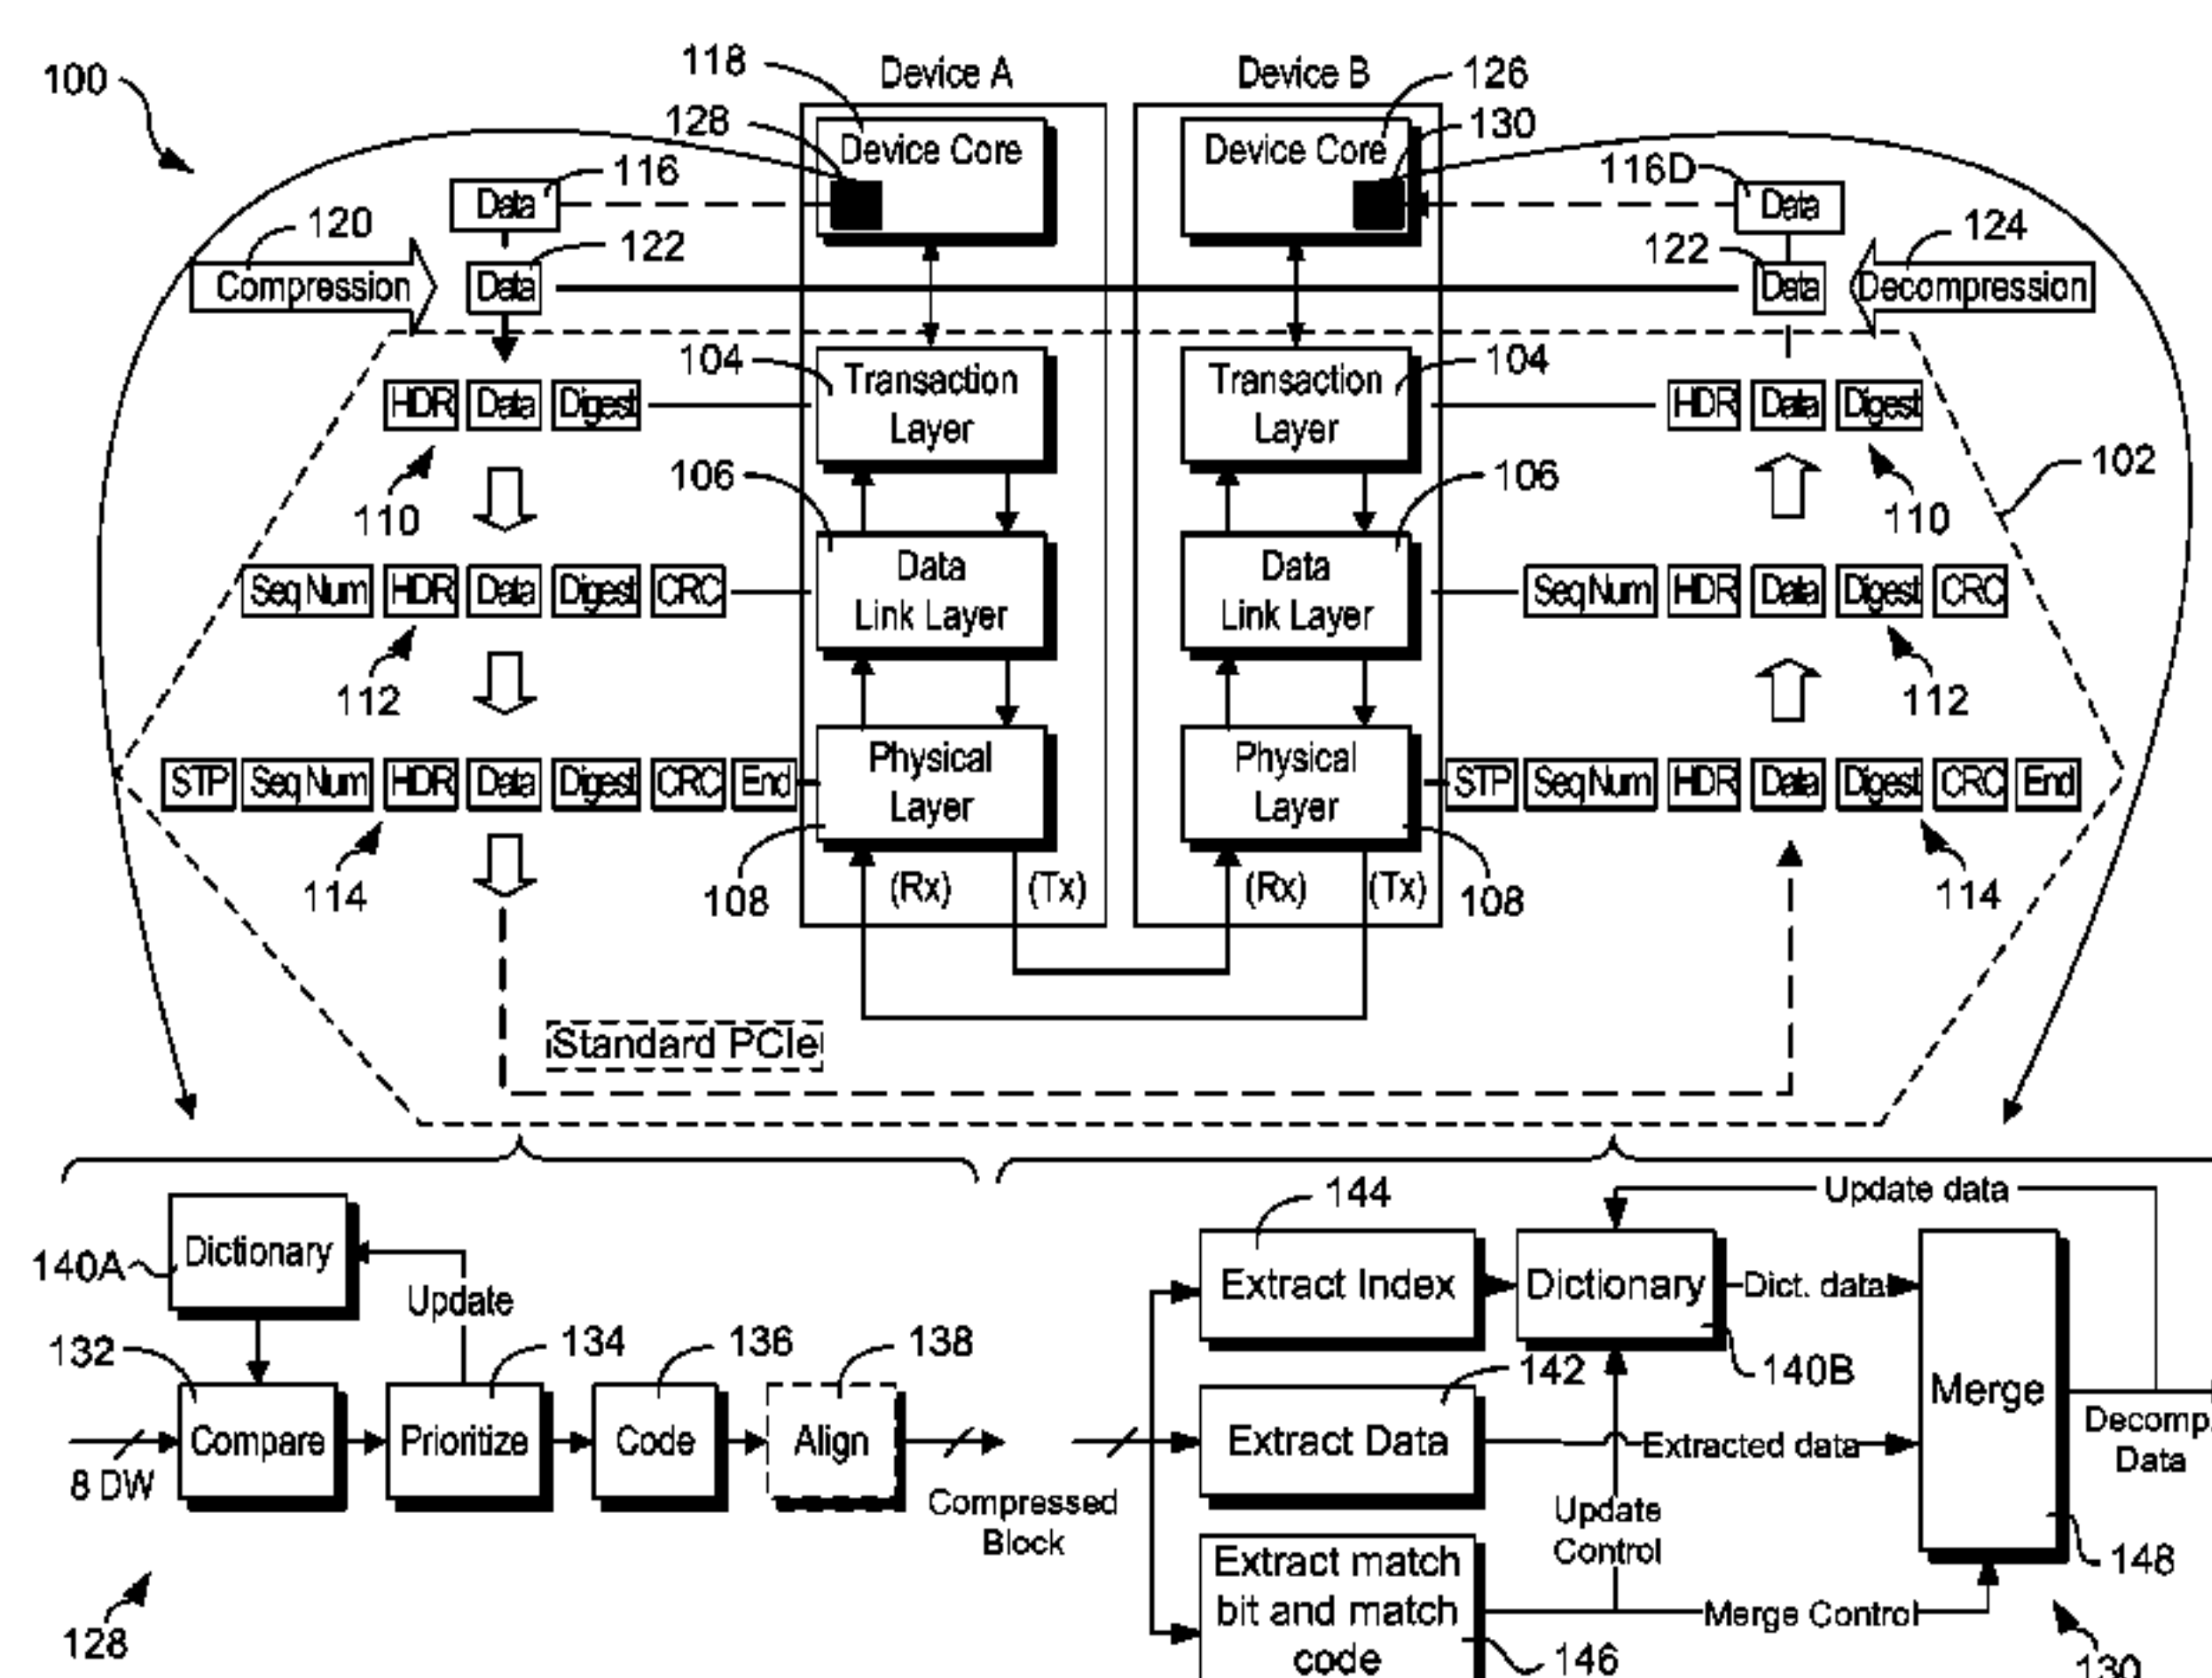 100
118
Device A
Device B
126
128
130
Device Core
Device Core
116
116D
Data
Data
120
122
122
124
Compression
Data
Data
Decompression
104
Transaction
Layer
Transaction
Layer
104
HDR Data Digest
HDR Data Digest
110
106
106
102
110
Data
Link Layer
Data
Link Layer
Seq Num HDR Data Digest CRC
Seq Num HDR Data Digest CRC
112
112
Physical
Layer
Physical
Layer
STP Seq Num HDR Data Digest CRC End
STP Seq Num HDR Data Digest CRC End
114
108
(Rx)
(Tx)
(Rx)
(Tx)
108
114
Standard PCIe
140A
Dictionary
Update
132
134
136
138
Compare
Prioritize
Code
Align
8 DW
Compressed
Block
128
144
Update data
Extract Index
Dictionary
Dict. data
140B
142
Merge
Extract Data
Extracted data
Decomp.
Data
Update
Control
148
Extract match
bit and match
code
Merge Control
146
130